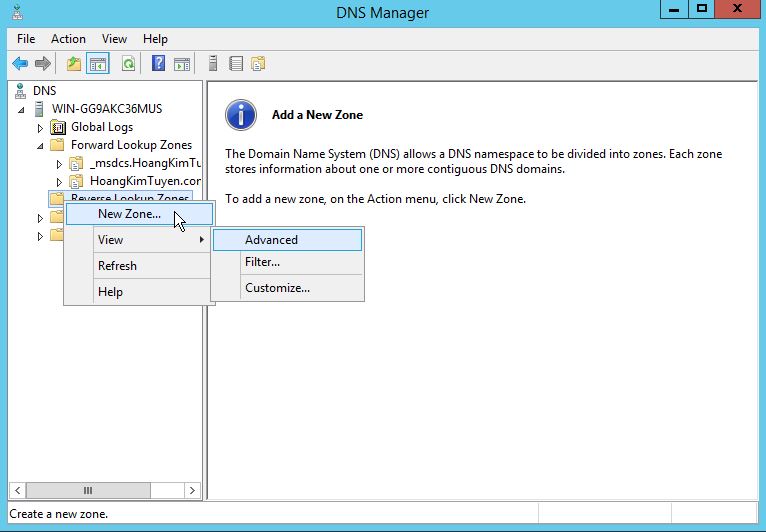 DNS Manager
X
File Action View Help
DNS
WIN-GG9AKC36MUS
Global Logs
Forward Lookup Zones
_msdcs.HoangKimTu
HoangKimTuyen.con
Reverse Lookup Zones
New Zone...
View
Refresh
Help
Advanced
Filter...
Customize...
Add a New Zone
The Domain Name System (DNS) allows a DNS namespace to be divided into zones. Each zone
stores information about one or more contiguous DNS domains.
To add a new zone, on the Action menu, click New Zone.
Create a new zone.